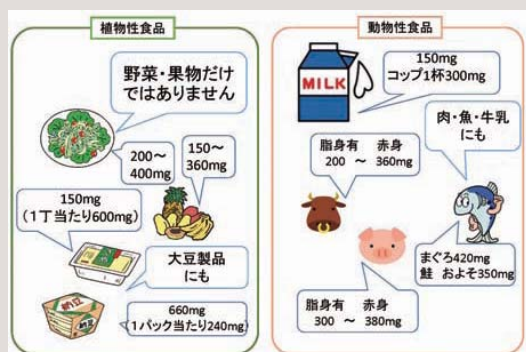 植物性食品
野菜・果物だけ
ではありません
200～
400mg
150～
360mg
150mg
(1丁当たり600mg)
大豆製品
にも
納豆
660mg
(1パック当たり240mg)
動物性食品
MILK
150mg
コップ1杯300mg
肉・魚・牛乳
にも
脂身有 赤身
200 ～ 360mg
まぐろ420mg
鮭 およそ350mg
脂身有 赤身
300 ～ 380mg